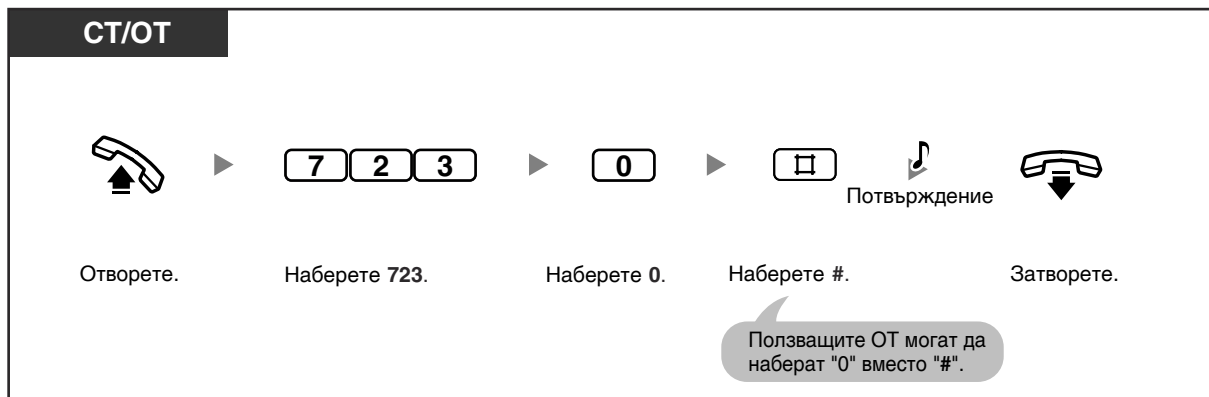 СТ/ОТ
7 2 3
0
#
Потвърждение
Отворете.
Наберете 723.
Наберете 0.
Наберете #.
Затворете.
Ползващите ОТ могат да
наберат "0" вместо "#".